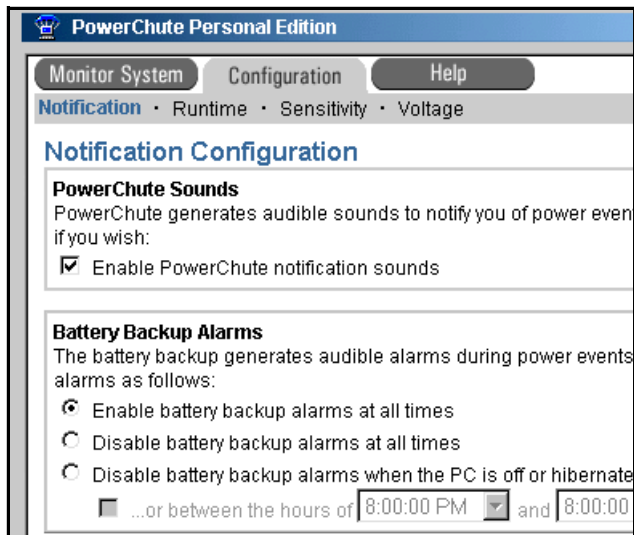 PowerChute Personal Edition
Monitor System Configuration Help
Notification · Runtime · Sensitivity · Voltage
Notification Configuration
PowerChute Sounds
PowerChute generates audible sounds to notify you of power even
if you wish:
Enable PowerChute notification sounds
Battery Backup Alarms
The battery backup generates audible alarms during power events
alarms as follows:
Enable battery backup alarms at all times
Disable battery backup alarms at all times
Disable battery backup alarms when the PC is off or hibernate
...or between the hours of 8:00:00 PM and 8:00:00